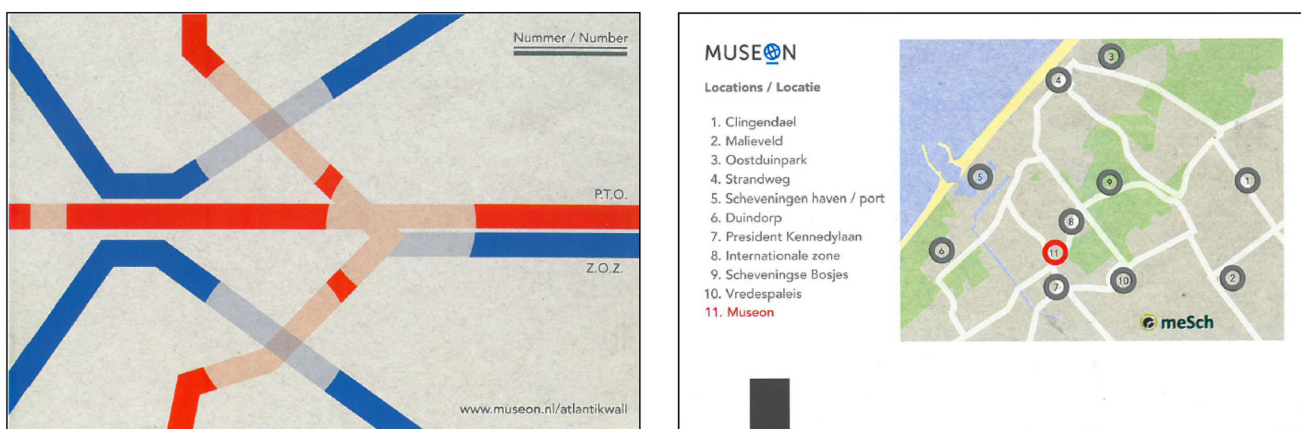 Nummer / Number
P.T.O.
Z.O.Z.
www.museon.nl/atlantikwall
MUSEON
Locations / Locatie
1. Clingendael
2. Malieveld
3. Oostduinpark
4. Strandweg
5. Scheveningen haven / port
6. Duindorp
7. President Kennedylaan
8. Internationale zone
9. Scheveningse Bosjes
10. Vredespaleis
11. Museon
3
4
5
9
1
8
6
11
7
10
2
meSch